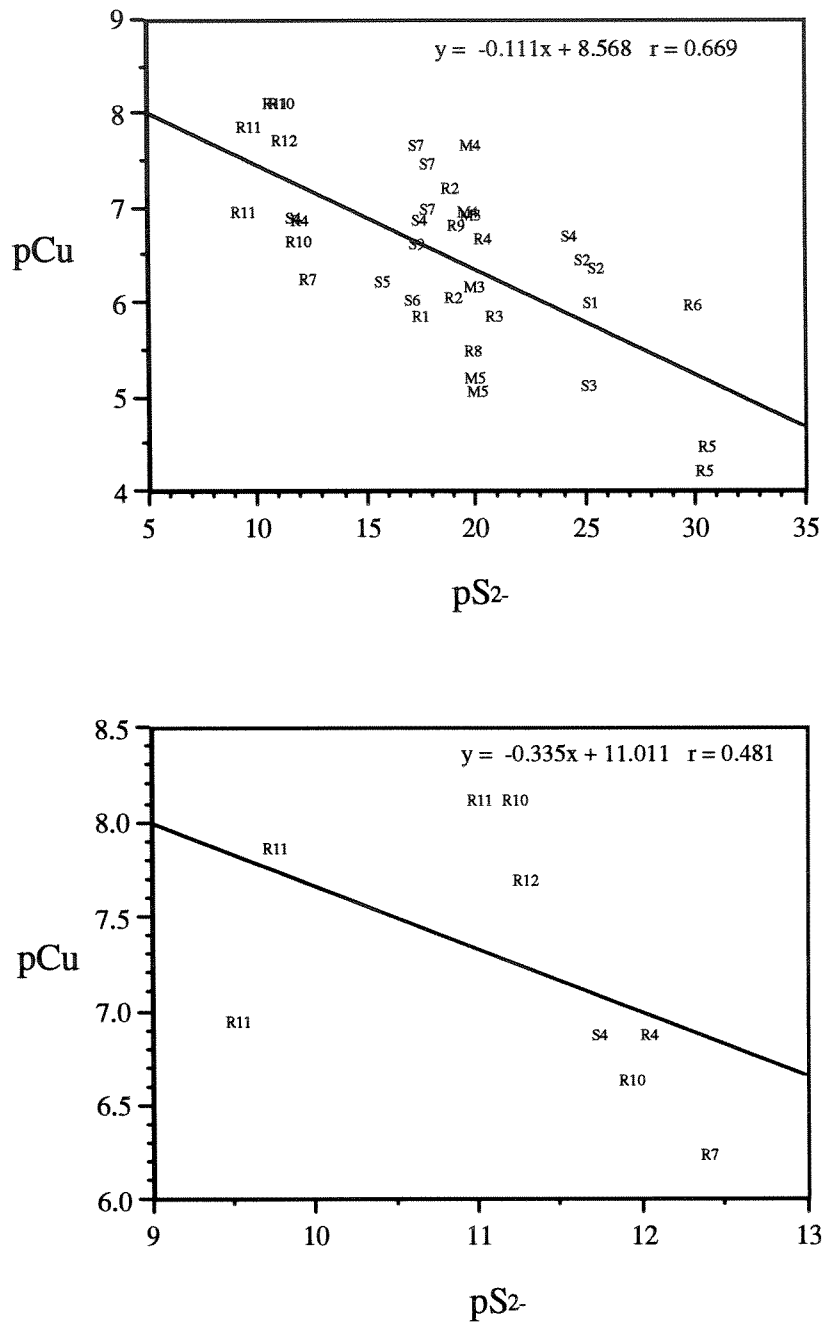 9
y = -0.111x + 8.568 r = 0.669
8
R11 R10
R11
R12
S7 M4
S7
R2
7
R11
S7
M4
M3
S4 R4
S4
R9
pCu
R10
S9
R4
S4
S2
S2
R7
S5
M3
6
S6
R2
S1
R6
R1
R3
R8
M5
M5
5
S3
R5
R5
4
5 10 15 20 25 30 35
pS2-
8.5
y = -0.335x + 11.011 r = 0.481
R11 R10
8.0
R11
R12
7.5
pCu
7.0
R11
S4 R4
R10
6.5
R7
6.0
9 10 11 12 13
pS2-